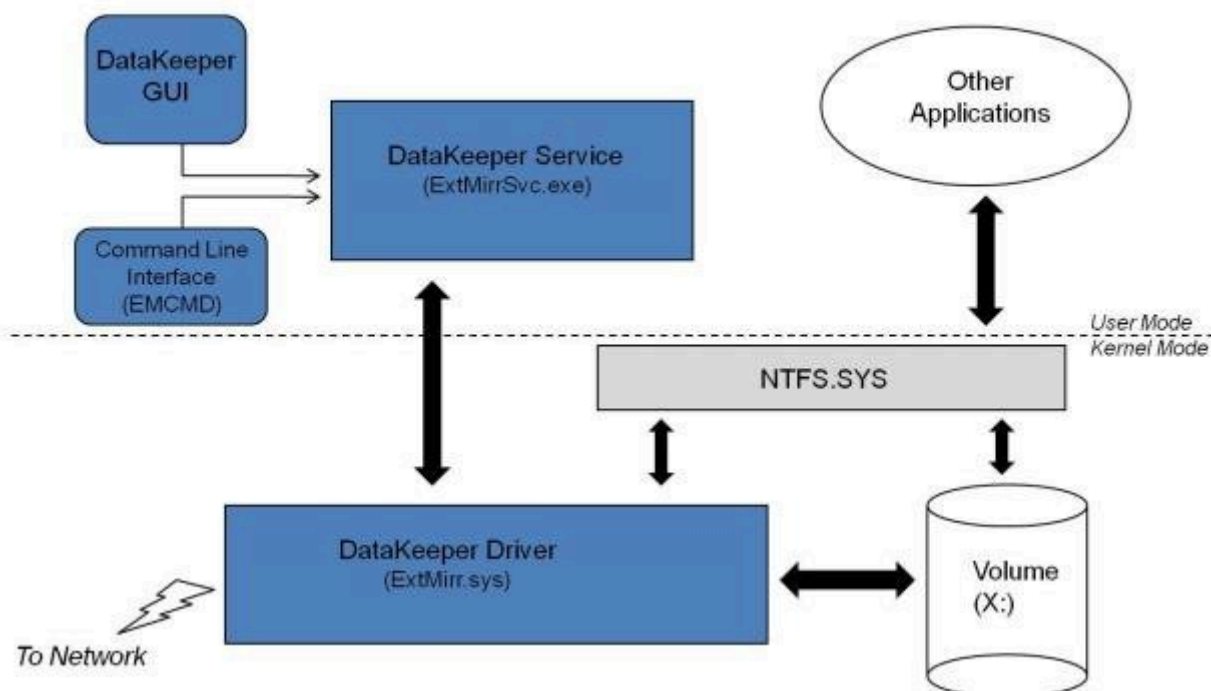 DataKeeper
GUI
DataKeeper Service
(ExtMirrSvc.exe)
Other
Applications
Command Line
Interface
(EMCMD)
User Mode
Kernel Mode
NTFS.SYS
DataKeeper Driver
(ExtMirr.sys)
Volume
(X:)
To Network